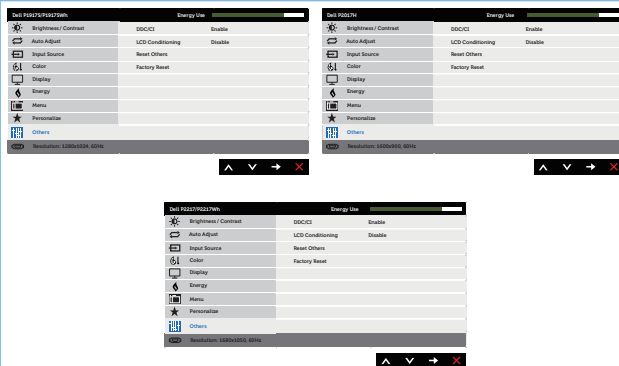 Dell P1917S/P1917SWh Energy Use
Brightness / Contrast DDC/CI Enable
Auto Adjust LCD Conditioning Disable
Input Source Reset Others
Color Factory Reset
Display
Energy
Menu
Personalize
Others
Resolution: 1280x1024, 60Hz
Dell P2017H Energy Use
Brightness / Contrast DDC/CI Enable
Auto Adjust LCD Conditioning Disable
Input Source Reset Others
Color Factory Reset
Display
Energy
Menu
Personalize
Others
Resolution: 1600x900, 60Hz
Dell P2217/P2217Wh Energy Use
Brightness / Contrast DDC/CI Enable
Auto Adjust LCD Conditioning Disable
Input Source Reset Others
Color Factory Reset
Display
Energy
Menu
Personalize
Others
Resolution: 1680x1050, 60Hz